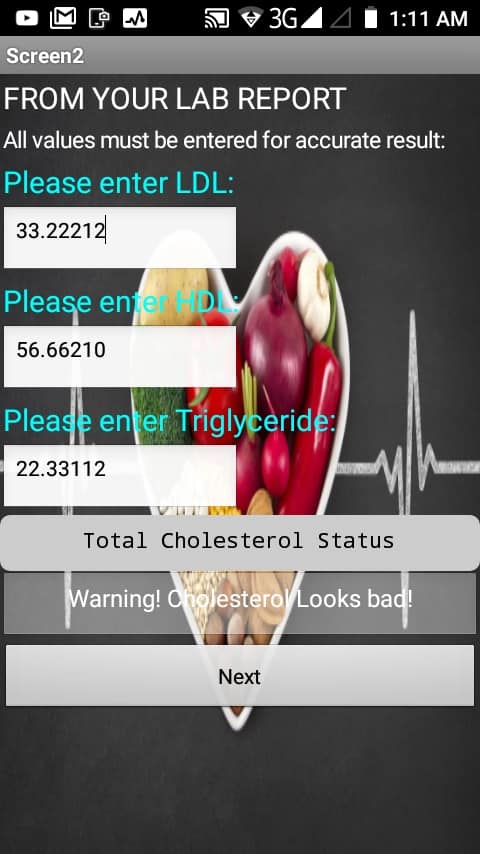 3G 1:11 AM
Screen2
FROM YOUR LAB REPORT
All values must be entered for accurate result:
Please enter LDL:
33.22212
Please enter HDL:
56.66210
Please enter Triglyceride:
22.33112
Total Cholesterol Status
Warning! Cholesterol Looks bad!
Next